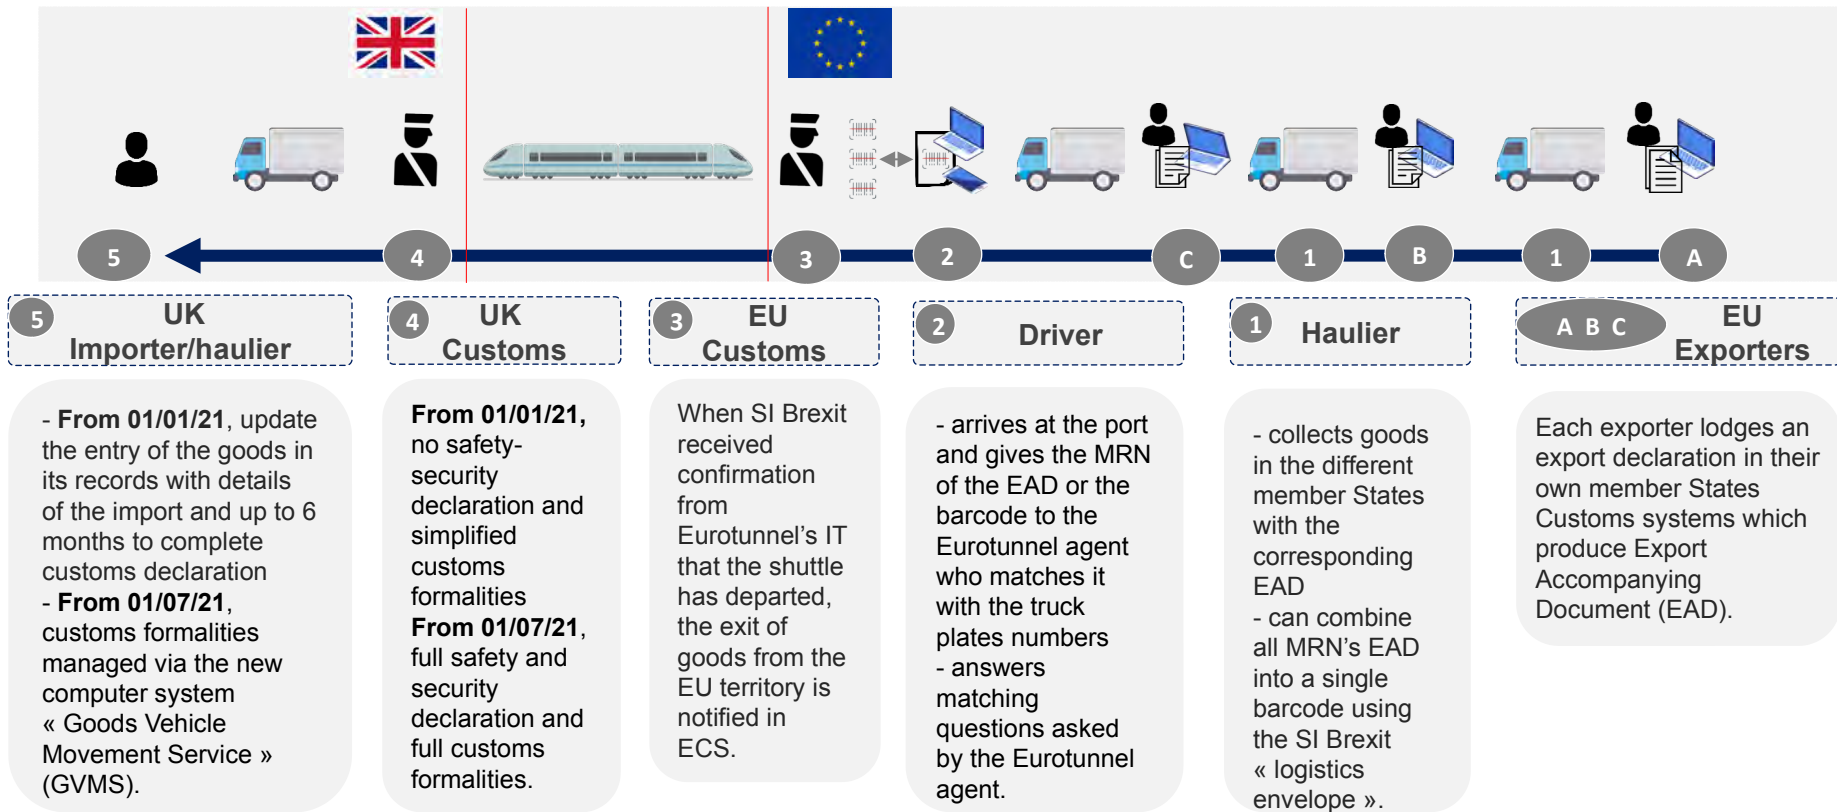 5
4
3
2
C
1
B
1
A
5
UK
Importer/haulier
- From 01/01/21, update
the entry of the goods in
its records with details
of the import and up to 6
months to complete
customs declaration
- From 01/07/21,
customs formalities
managed via the new
computer system
« Goods Vehicle
Movement Service »
(GVMS).
4
UK
Customs
From 01/01/21,
no safety-
security
declaration and
simplified
customs
formalities
From 01/07/21,
full safety and
security
declaration and
full customs
formalities.
3
EU
Customs
When SI Brexit
received
confirmation
from
Eurotunnel’s IT
that the shuttle
has departed,
the exit of
goods from the
EU territory is
notified in
ECS.
2
Driver
- arrives at the port
and gives the MRN
of the EAD or the
barcode to the
Eurotunnel agent
who matches it
with the truck
plates numbers
- answers
matching
questions asked
by the Eurotunnel
agent.
1
Haulier
- collects goods
in the different
member States
with the
corresponding
EAD
- can combine
all MRN’s EAD
into a single
barcode using
the SI Brexit
« logistics
envelope ».
A B C
EU
Exporters
Each exporter lodges an
export declaration in their
own member States
Customs systems which
produce Export
Accompanying
Document (EAD).